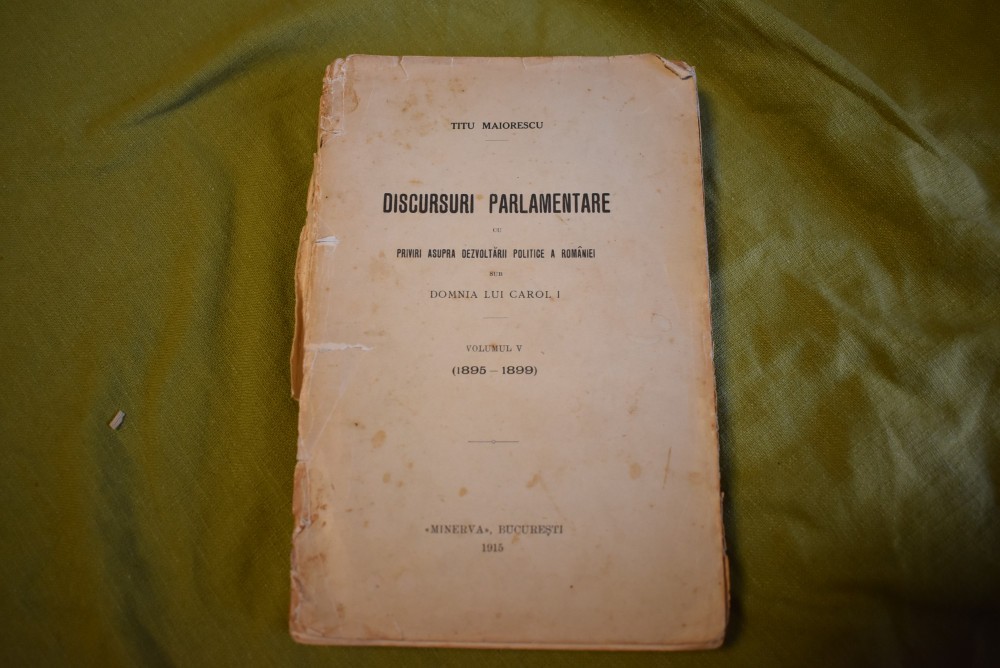 TITU MAIORESCU
DISCURSURI PARLAMENTARE
CU
PRIVIRI ASUPRA DEZVOLTĂRII POLITICE A ROMÂNIEI
SUB
DOMNIA LUI CAROL I
VOLUMUL V
(1895 – 1899)
«MINERVA», BUCUREȘTI
1915